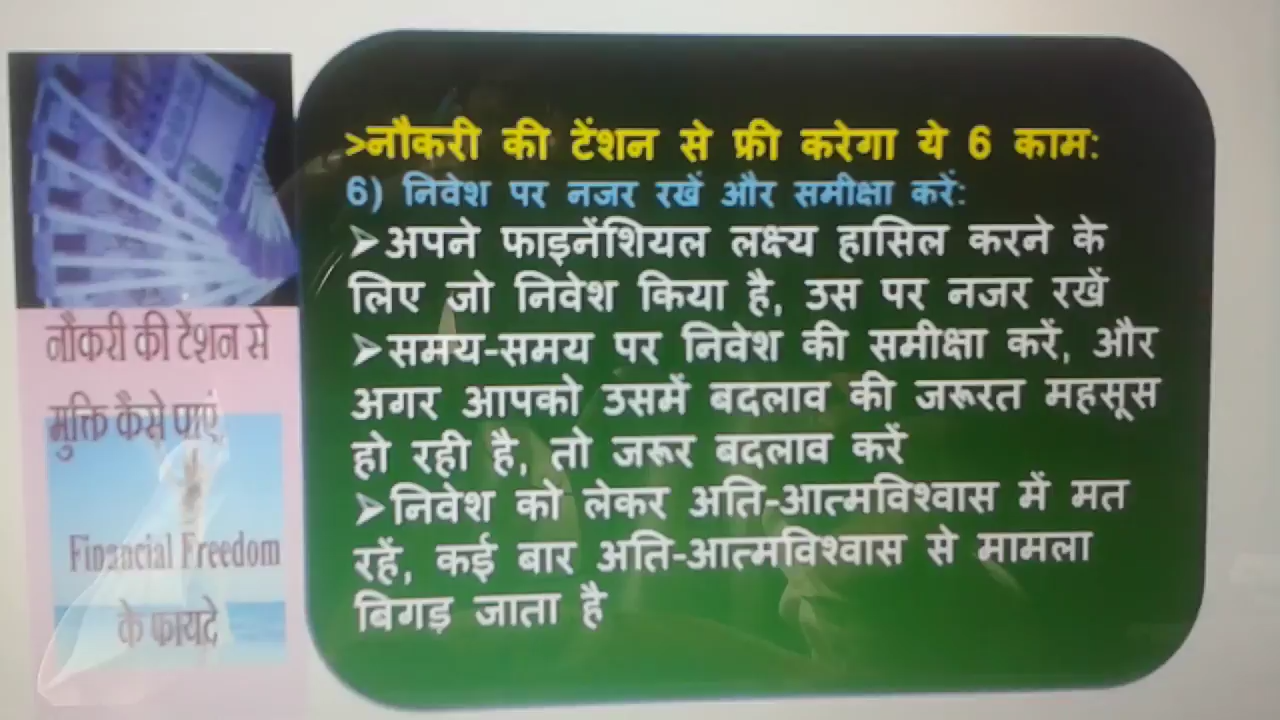 >नौकरी की टेंशन से फ्री करेगा ये 6 काम:
6) निवेश पर नजर रखें और समीक्षा करें:
➢अपने फाइनेंशियल लक्ष्य हासिल करने के
लिए जो निवेश किया है, उस पर नजर रखें
➢समय-समय पर निवेश की समीक्षा करें, और
अगर आपको उसमें बदलाव की जरूरत महसूस
हो रही है, तो जरूर बदलाव करें
➢निवेश को लेकर अति-आत्मविश्वास में मत
रहें, कई बार अति-आत्मविश्वास से मामला
बिगड़ जाता है
नौकरी की टेंशन से
मुक्ति कैसे पाएं
Financial Freedom
के फायदे